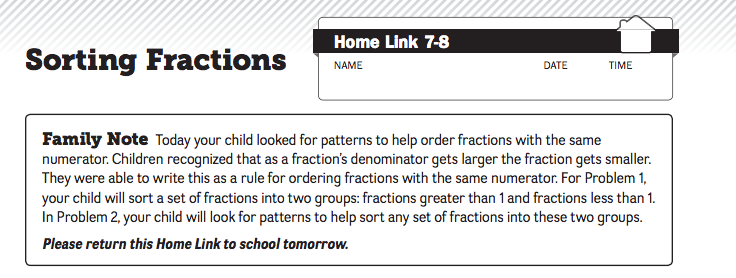 Home Link 7-8
Sorting Fractions
NAME DATE TIME
Family Note Today your child looked for patterns to help order fractions with the same
numerator. Children recognized that as a fraction's denominator gets larger the fraction gets smaller.
They were able to write this as a rule for ordering fractions with the same numerator. For Problem 1,
your child will sort a set of fractions into two groups: fractions greater than 1 and fractions less than 1.
In Problem 2, your child will look for patterns to help sort any set of fractions into these two groups.
Please return this Home Link to school tomorrow.